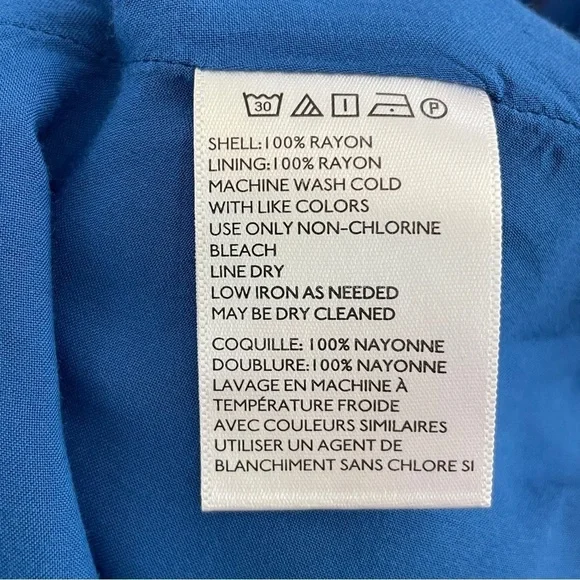 30 P
SHELL:100% RAYON
LINING:100% RAYON
MACHINE WASH COLD
WITH LIKE COLORS
USE ONLY NON-CHLORINE
BLEACH
LINE DRY
LOW IRON AS NEEDED
MAY BE DRY CLEANED
COQUILLE: 100% NAYONNE
DOUBLURE:100% NAYONNE
LAVAGE EN MACHINE À
TEMPÉRATURE FROIDE
AVEC COULEURS SIMILAIRES
UTILISER UN AGENT DE
BLANCHIMENT SANS CHLORE SI